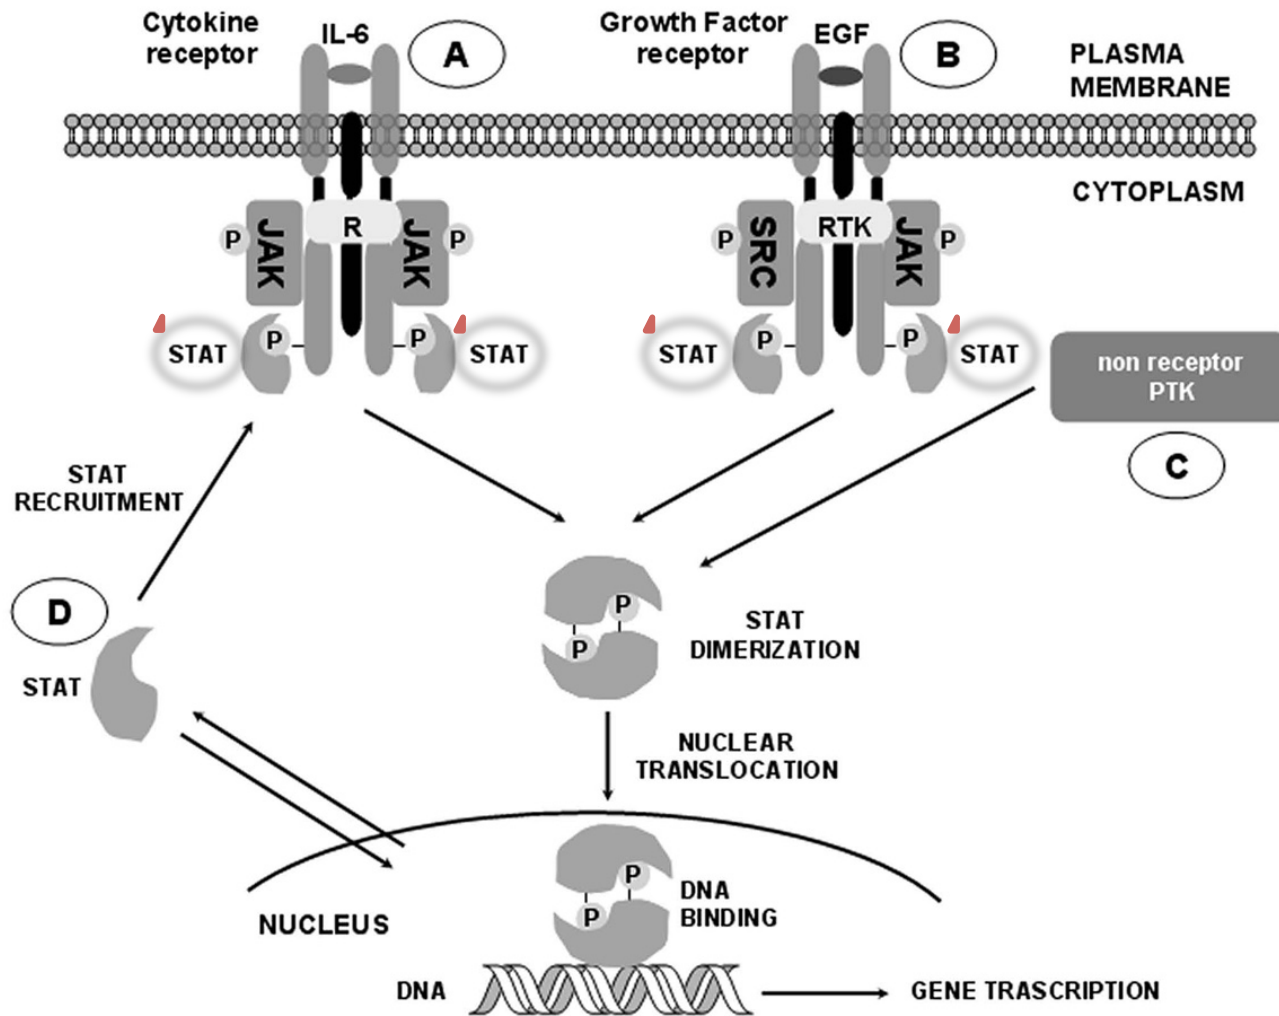 Cytokine
receptor
IL-6
A
Growth Factor
receptor
EGF
B
PLASMA
MEMBRANE
CYTOPLASM
P
JAK
R
JAK
P
P
SRC
RTK
JAK
P
STAT
P
P
STAT
STAT
P
P
STAT
non receptor
PTK
C
STAT
RECRUITMENT
D
STAT
P
P
STAT
DIMERIZATION
NUCLEAR
TRANSLOCATION
NUCLEUS
P
P
DNA
BINDING
DNA
GENE TRASCRIPTION